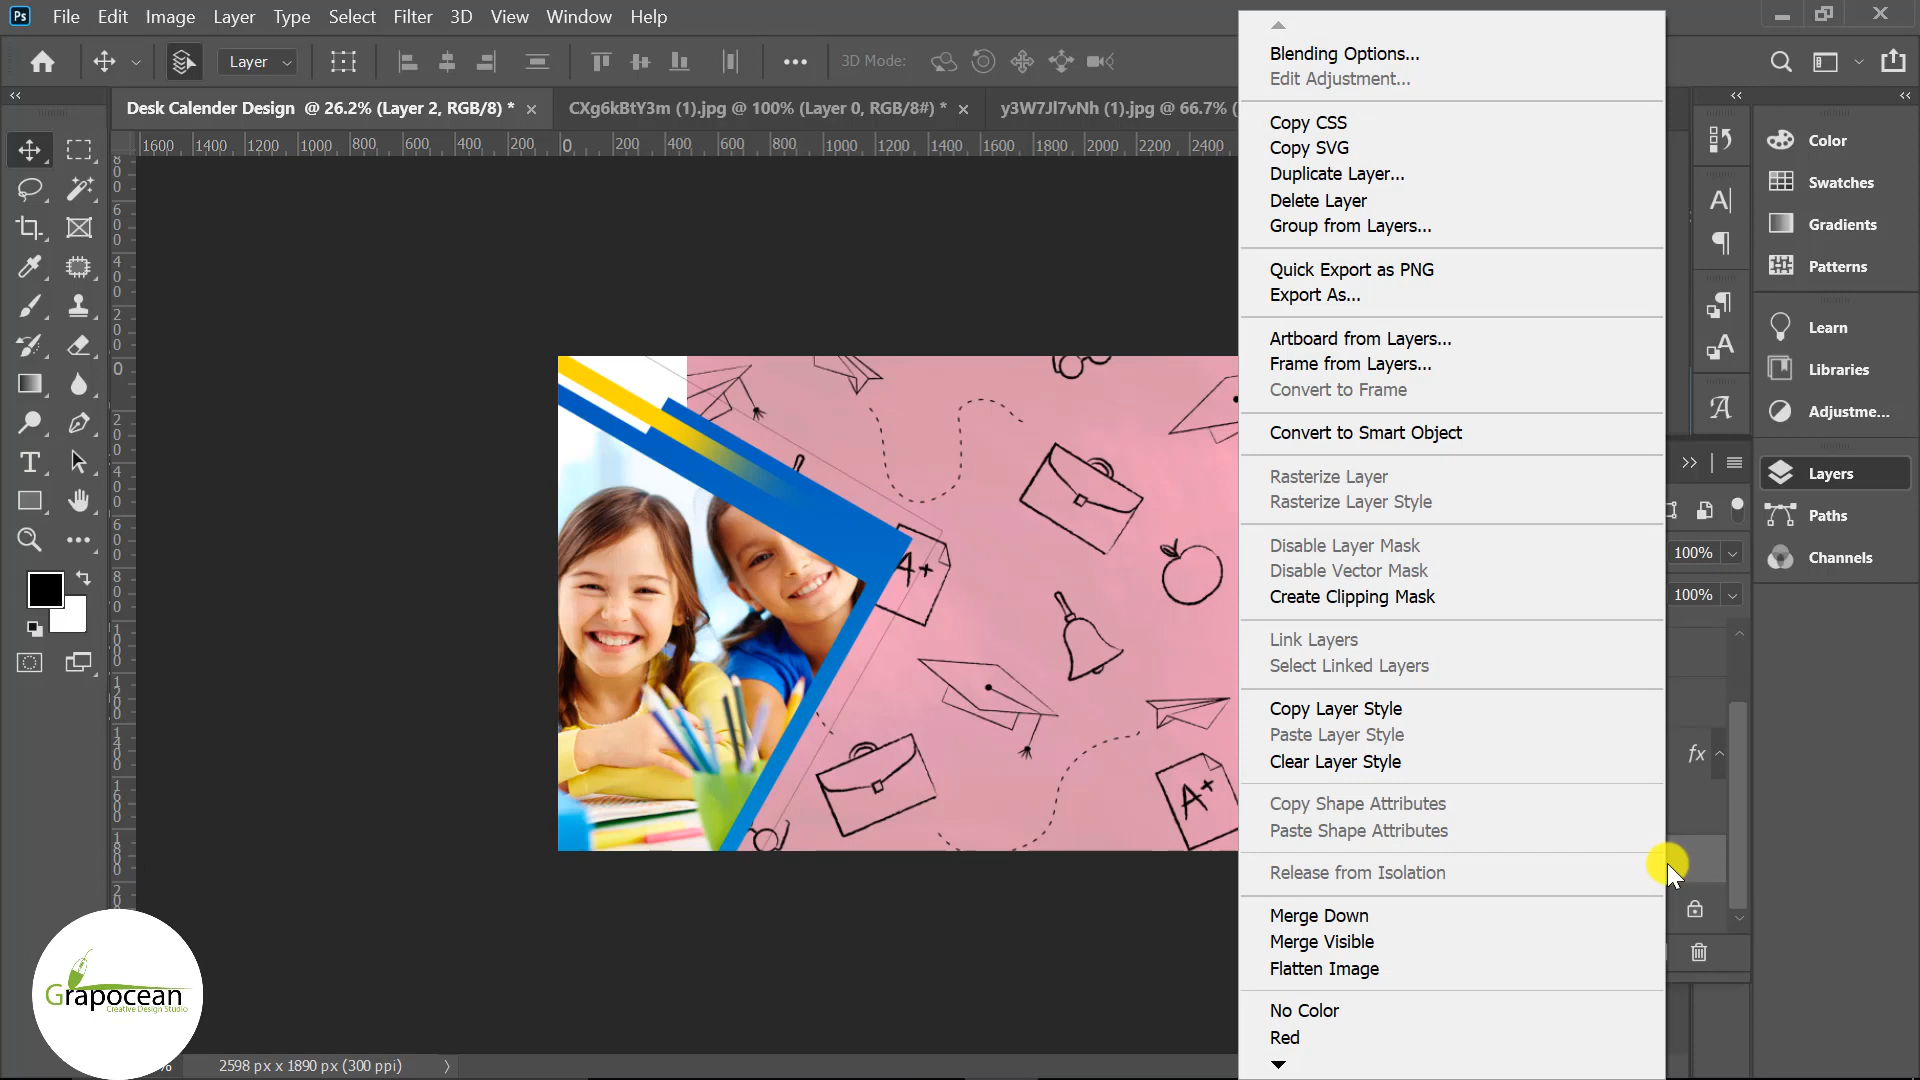 Ps File Edit Image Layer Type Select Filter 3D View Window Help
Layer 3D Mode:
Desk Calender Design @ 26.2% (Layer 2, RGB/8) * CXg6kBtY3m (1).jpg @ 100% (Layer 0, RGB/8#) * y3W7Jl7vNh (1).jpg @ 66.7% (
1600 1400 1200 1000 800 600 400 200 0 200 400 600 800 1000 1200 1400 1600 1800 2000 2200 2400
Blending Options...
Edit Adjustment...
Copy CSS
Copy SVG
Duplicate Layer...
Delete Layer
Group from Layers...
Quick Export as PNG
Export As...
Artboard from Layers...
Frame from Layers...
Convert to Frame
Convert to Smart Object
Rasterize Layer
Rasterize Layer Style
Disable Layer Mask
Disable Vector Mask
Create Clipping Mask
Link Layers
Select Linked Layers
Copy Layer Style
Paste Layer Style
Clear Layer Style
Copy Shape Attributes
Paste Shape Attributes
Release from Isolation
Merge Down
Merge Visible
Flatten Image
No Color
Red
Color
Swatches
Gradients
Patterns
Learn
Libraries
Adjustme...
Layers
Paths
Channels
100%
100%
fx
A+
A+
Grapocean
Creative Design Studio
% 2598 px x 1890 px (300 ppi)